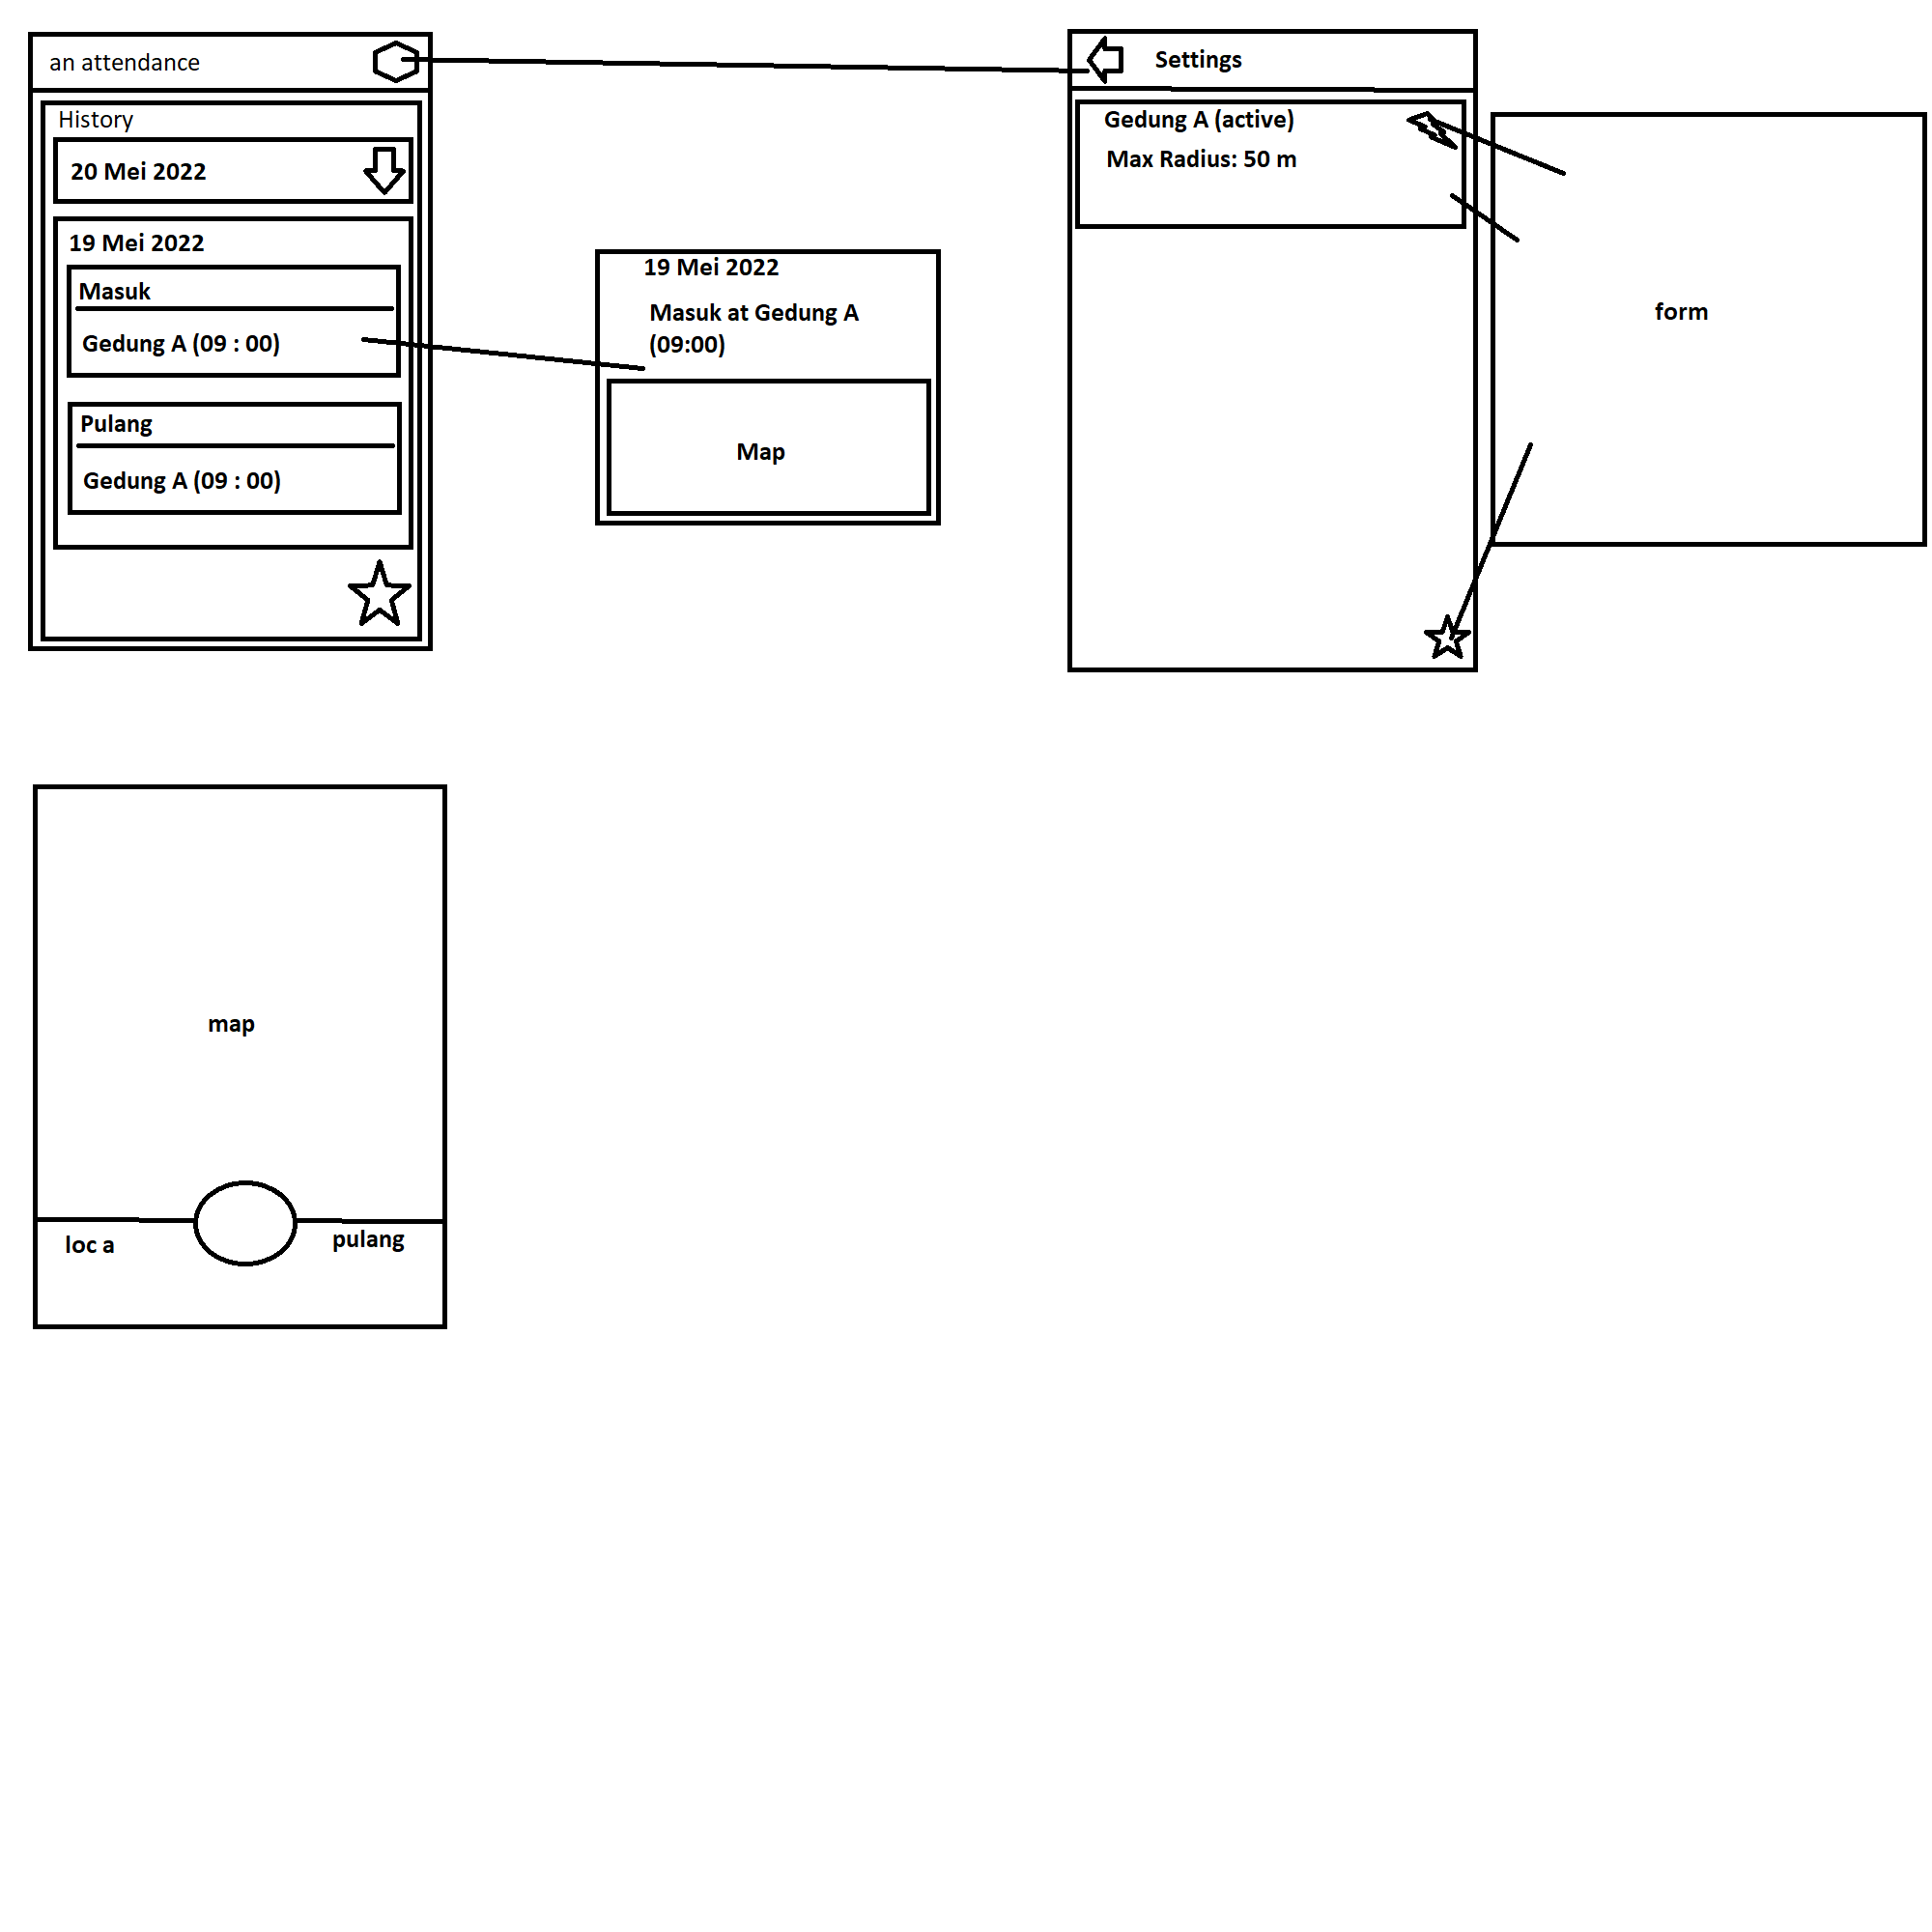 an attendance
History
20 Mei 2022
19 Mei 2022
Masuk
Gedung A (09 : 00)
Pulang
Gedung A (09 : 00)
19 Mei 2022
Masuk at Gedung A
(09:00)
Map
Settings
Gedung A (active)
Max Radius: 50 m
form
map
loc a
pulang